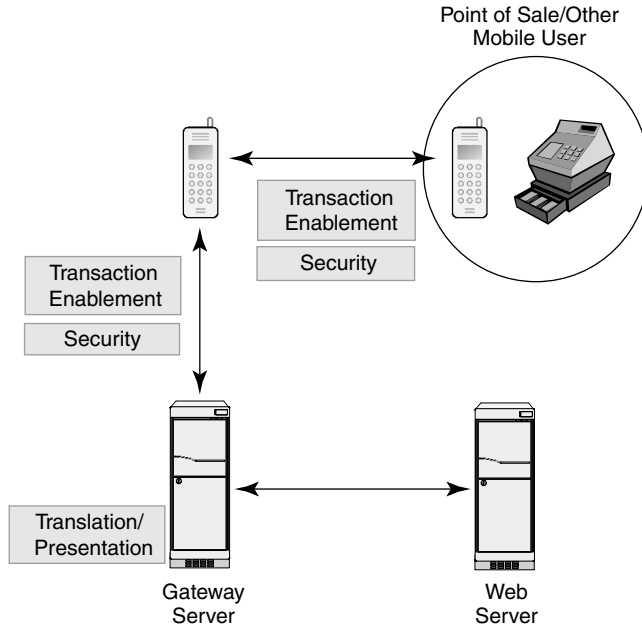 Point of Sale/Other
Mobile User
Transaction
Enablement
Security
Transaction
Enablement
Security
Translation/
Presentation
Gateway
Server
Web
Server